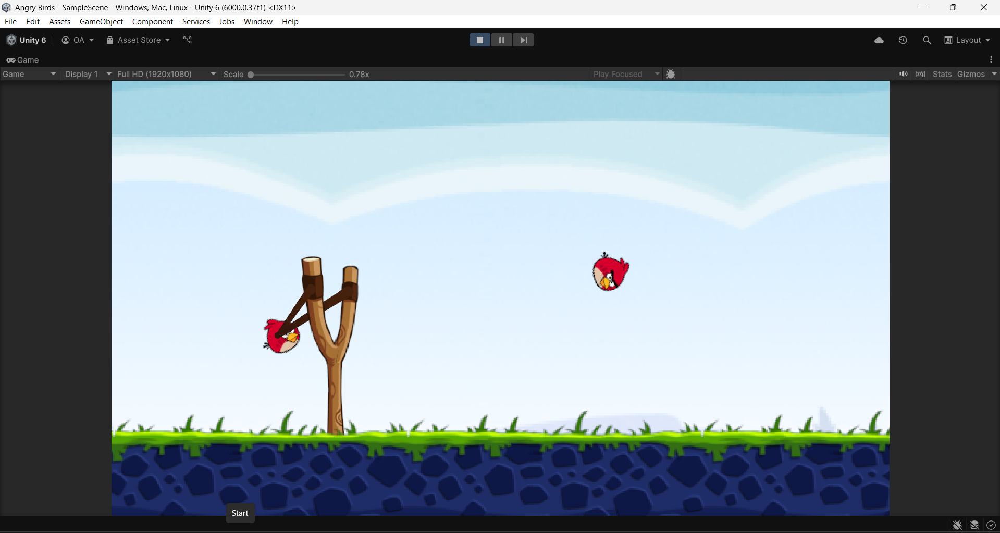 Angry Birds - SampleScene - Windows, Mac, Linux - Unity 6 (6000.0.37f1) <DX11>
File Edit Assets GameObject Component Services Jobs Window Help
Unity 6 OA Asset Store Layout
Game
Game Display 1 Full HD (1920x1080) Scale 0.78x Play Focused Stats Gizmos
Start